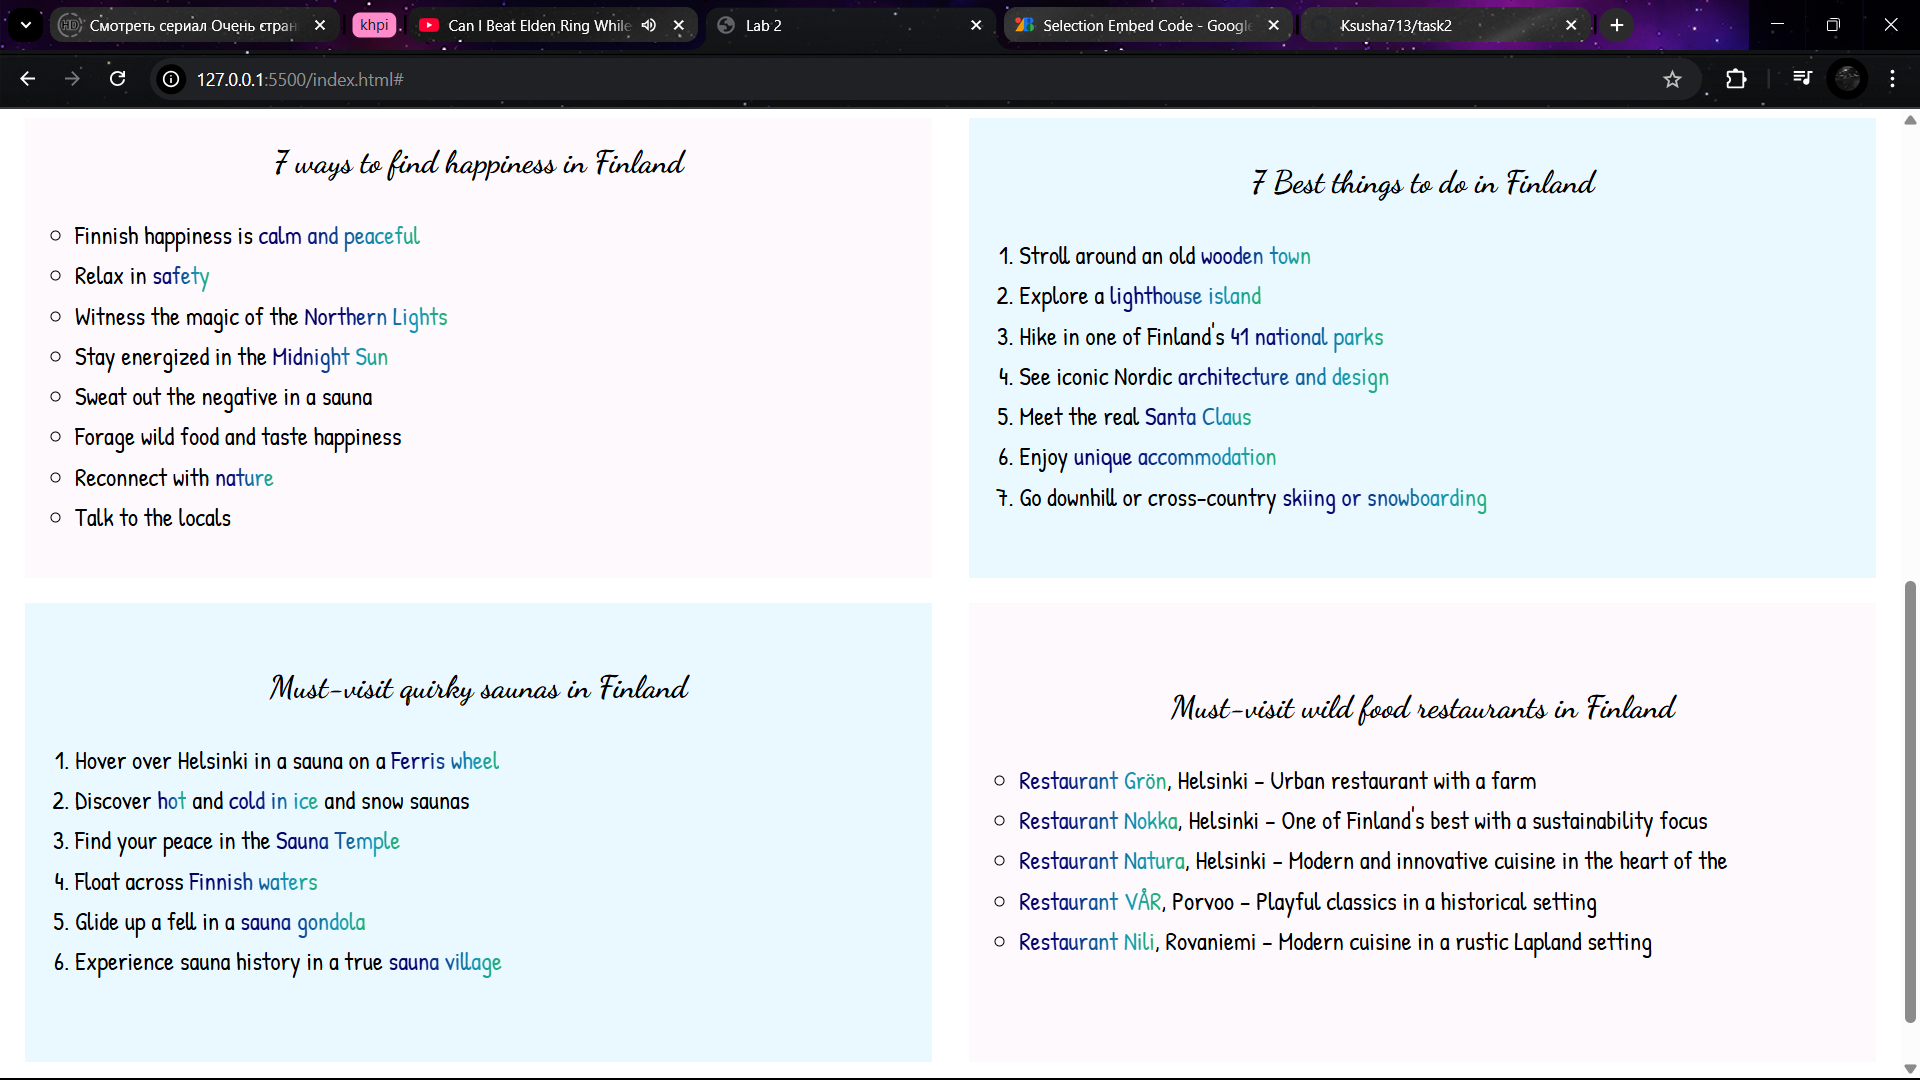 Смотреть сериал Очень стран
khpi
Can I Beat Elden Ring While
Lab 2
Selection Embed Code - Google
Ksusha713/task2
127.0.0.1:5500/index.html#
7 ways to find happiness in Finland
Finnish happiness is calm and peaceful
Relax in safety
Witness the magic of the Northern Lights
Stay energized in the Midnight Sun
Sweat out the negative in a sauna
Forage wild food and taste happiness
Reconnect with nature
Talk to the locals
7 Best things to do in Finland
1. Stroll around an old wooden town
2. Explore a lighthouse island
3. Hike in one of Finland's 41 national parks
4. See iconic Nordic architecture and design
5. Meet the real Santa Claus
6. Enjoy unique accommodation
7. Go downhill or cross-country skiing or snowboarding
Must-visit quirky saunas in Finland
1. Hover over Helsinki in a sauna on a Ferris wheel
2. Discover hot and cold in ice and snow saunas
3. Find your peace in the Sauna Temple
4. Float across Finnish waters
5. Glide up a fell in a sauna gondola
6. Experience sauna history in a true sauna village
Must-visit wild food restaurants in Finland
Restaurant Grön, Helsinki – Urban restaurant with a farm
Restaurant Nokka, Helsinki – One of Finland's best with a sustainability focus
Restaurant Natura, Helsinki – Modern and innovative cuisine in the heart of the
Restaurant VÅR, Porvoo – Playful classics in a historical setting
Restaurant Nili, Rovaniemi – Modern cuisine in a rustic Lapland setting